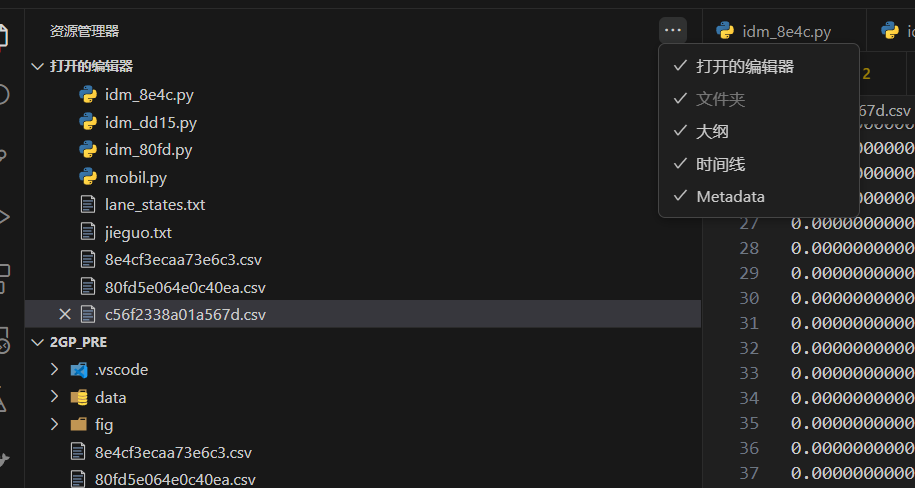 资源管理器
打开的编辑器
idm_8e4c.py
idm_dd15.py
idm_80fd.py
mobil.py
lane_states.txt
jieguo.txt
8e4cf3ecaa73e6c3.csv
80fd5e064e0c40ea.csv
c56f2338a01a567d.csv
2GP_PRE
.vscode
data
fig
8e4cf3ecaa73e6c3.csv
80fd5e064e0c40ea.csv
打开的编辑器
文件夹
大纲
时间线
Metadata
idm_8e4c.py
2
67d.csv
27 0.0000000000
28 0.0000000000
29 0.0000000000
30 0.0000000000
31 0.0000000000
32 0.0000000000
33 0.0000000000
34 0.0000000000
35 0.0000000000
36 0.0000000000
37 0.0000000000